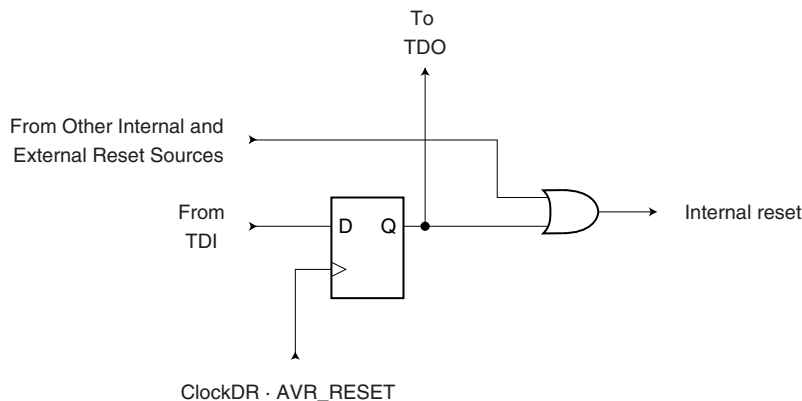 To
TDO
From Other Internal and
External Reset Sources
From
TDI
D
Q
Internal reset
ClockDR · AVR_RESET